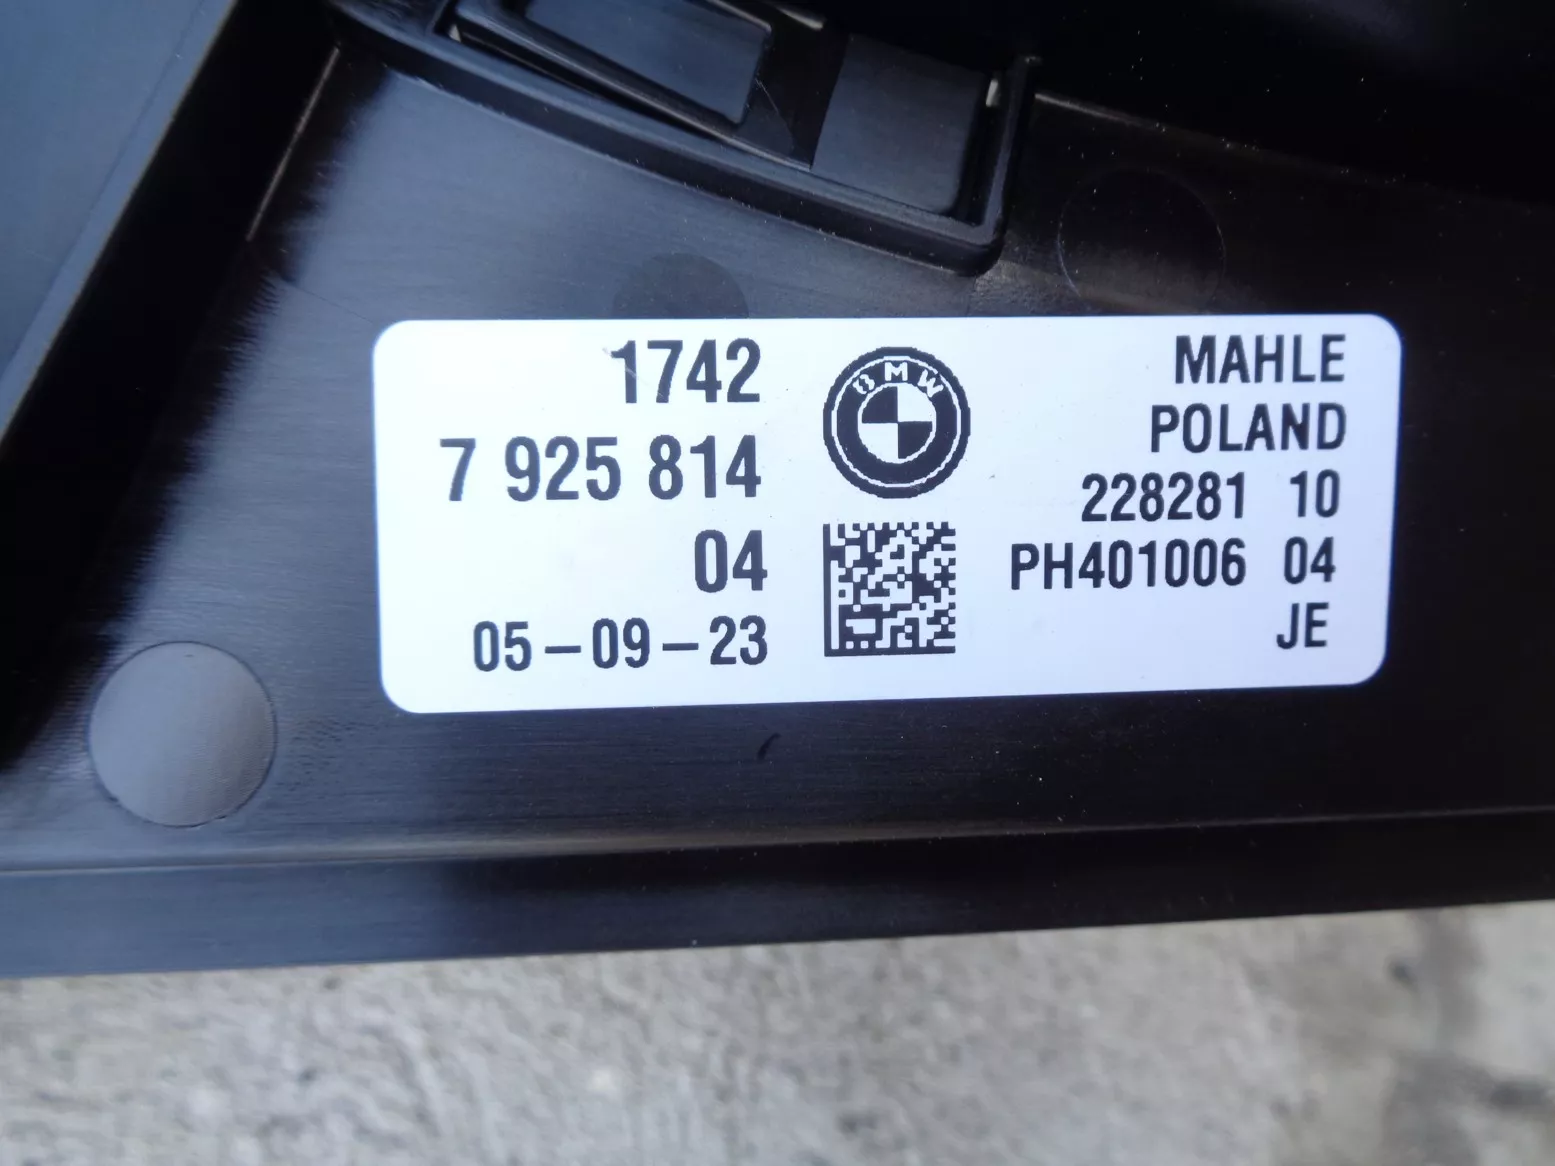 1742
7 925 814
04
05-09-23
BMW
MAHLE
POLAND
228281 10
PH401006 04
JE